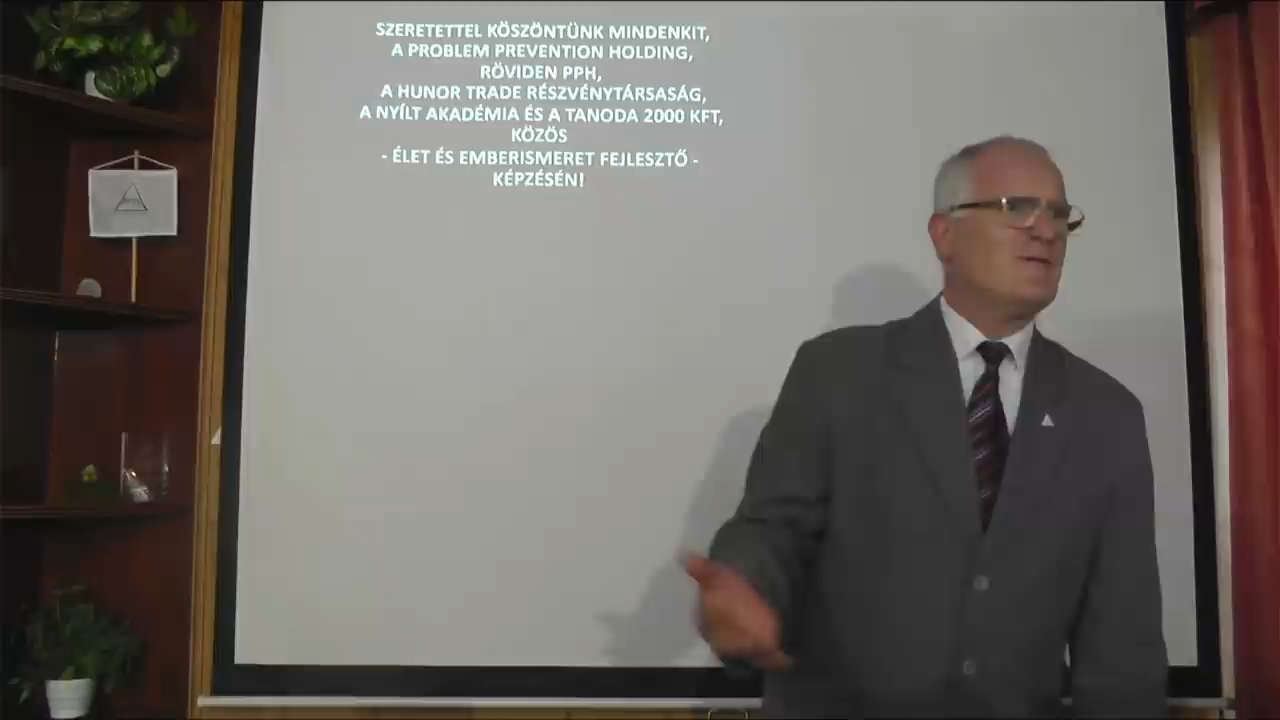 SZERETETTEL KÖSZÖNTÜNK MINDENKIT,
A PROBLEM PREVENTION HOLDING,
RÖVIDEN PPH,
A HUNOR TRADE RÉSZVÉNYTÁRSASÁG,
A NYÍLT AKADÉMIA ÉS A TANODA 2000 KFT,
KÖZÖS
- ÉLET ÉS EMBERISMERET FEJLESZTŐ -
KÉPZÉSÉN!